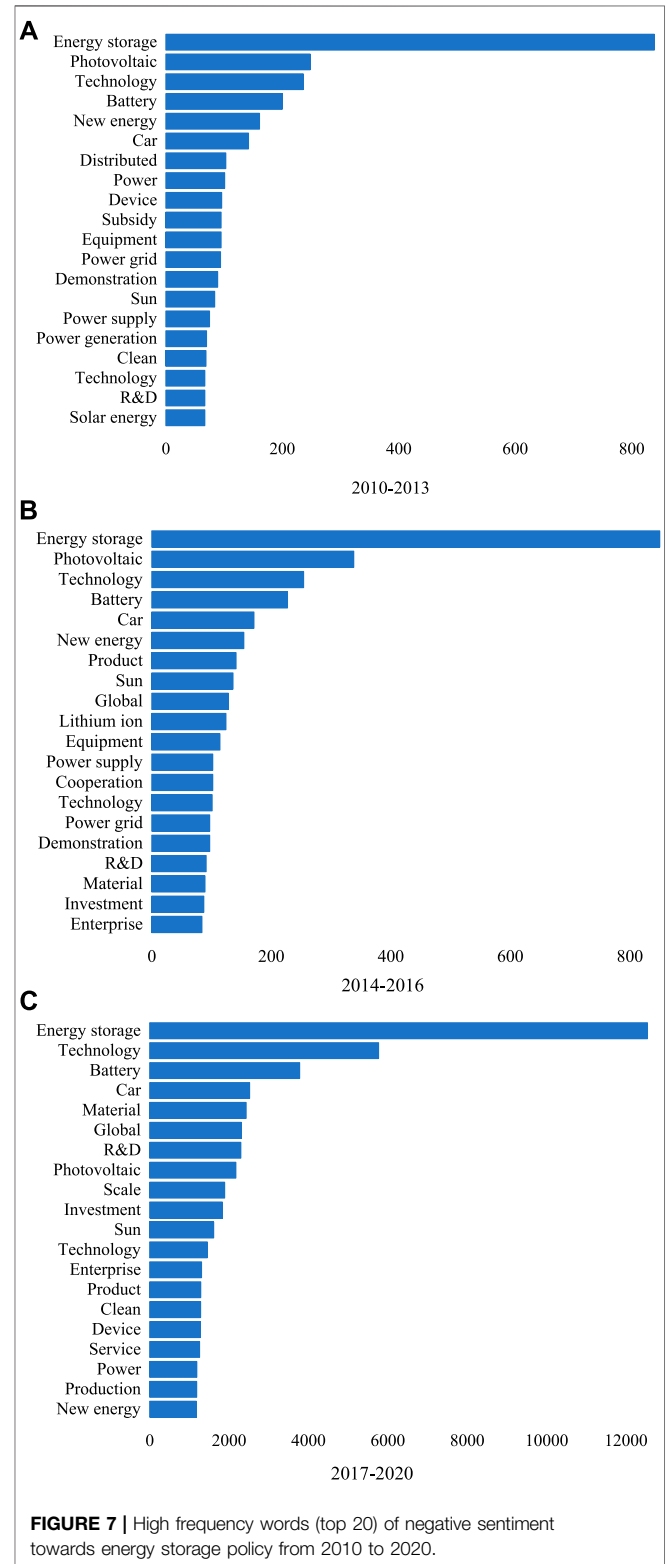 A
Energy storage
Photovoltaic
Technology
Battery
New energy
Car
Distributed
Power
Device
Subsidy
Equipment
Power grid
Demonstration
Sun
Power supply
Power generation
Clean
Technology
R&D
Solar energy
0 200 400 600 800
2010-2013
B
Energy storage
Photovoltaic
Technology
Battery
Car
New energy
Product
Sun
Global
Lithium ion
Equipment
Power supply
Cooperation
Technology
Power grid
Demonstration
R&D
Material
Investment
Enterprise
0 200 400 600 800
2014-2016
C
Energy storage
Technology
Battery
Car
Material
Global
R&D
Photovoltaic
Scale
Investment
Sun
Technology
Enterprise
Product
Clean
Device
Service
Power
Production
New energy
0 2000 4000 6000 8000 10000 12000
2017-2020
FIGURE 7 | High frequency words (top 20) of negative sentiment
towards energy storage policy from 2010 to 2020.